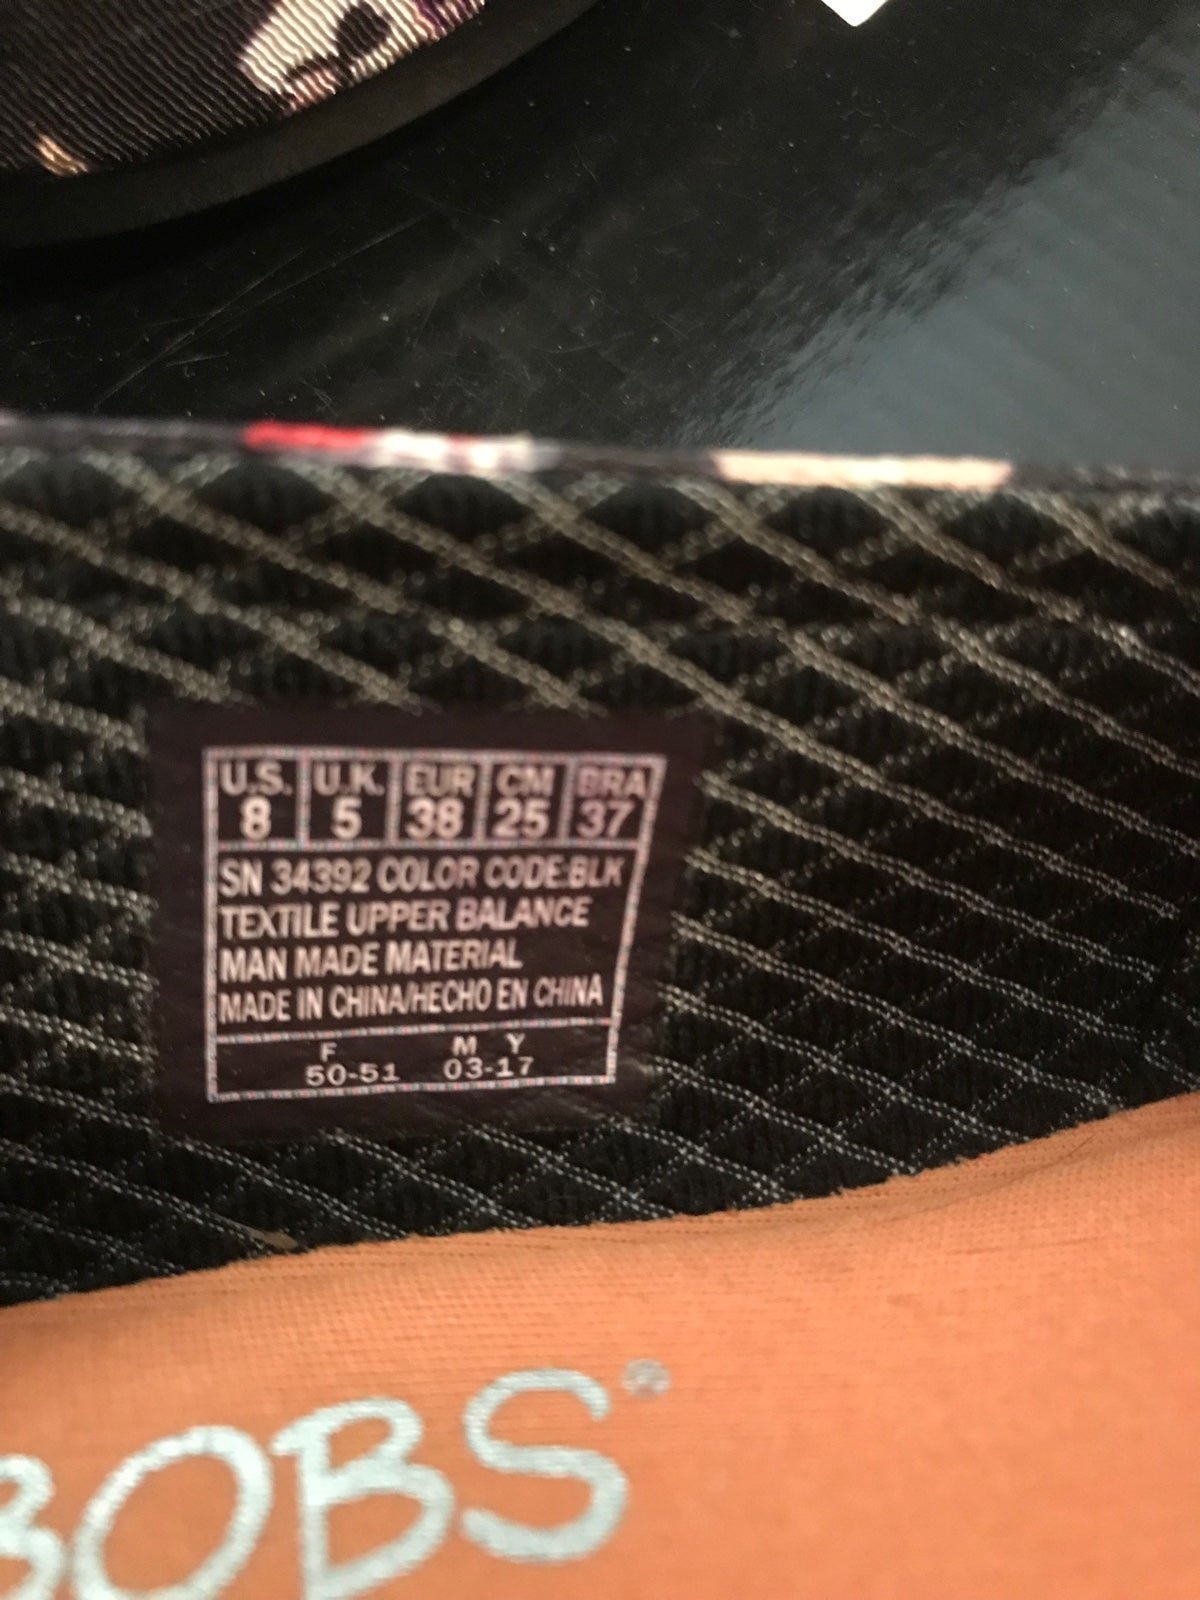 U.S. U.K. EUR CM BRA
8 5 38 25 37
SN 34392 COLOR CODE:BLK
TEXTILE UPPER BALANCE
MAN MADE MATERIAL
MADE IN CHINA/HECHO EN CHINA
F M Y
50-51 03-17
BOBS®